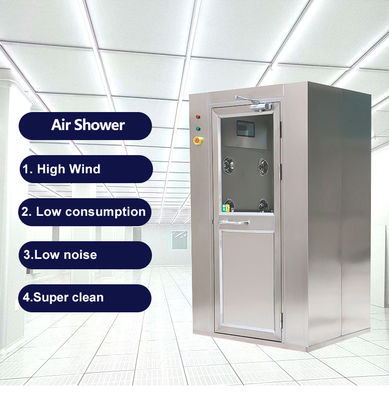 Air Shower
1. High Wind
2. Low consumption
3.Low noise
4.Super clean